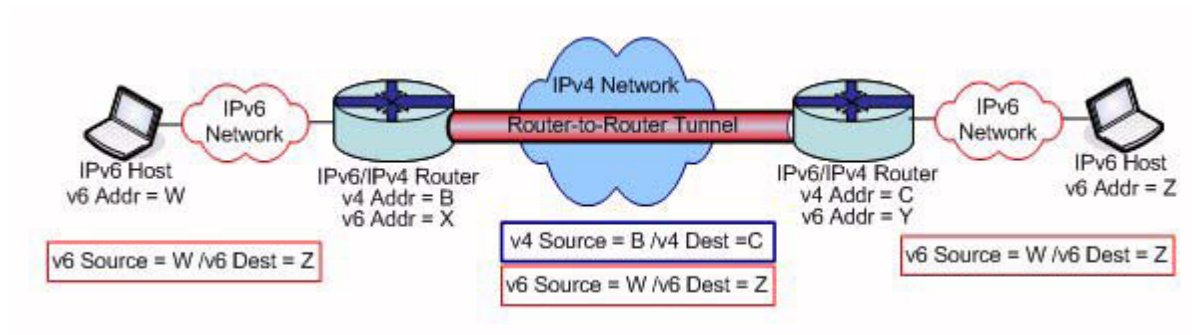 IPv6 Host
v6 Addr = W
IPv6
Network
IPv6/IPv4 Router
v4 Addr = B
v6 Addr = X
IPv4 Network
Router-to-Router Tunnel
IPv6/IPv4 Router
v4 Addr = C
v6 Addr = Y
IPv6
Network
IPv6 Host
v6 Addr = Z
v6 Source = W /v6 Dest = Z
v4 Source = B /v4 Dest =C
v6 Source = W /v6 Dest = Z
v6 Source = W /v6 Dest = Z